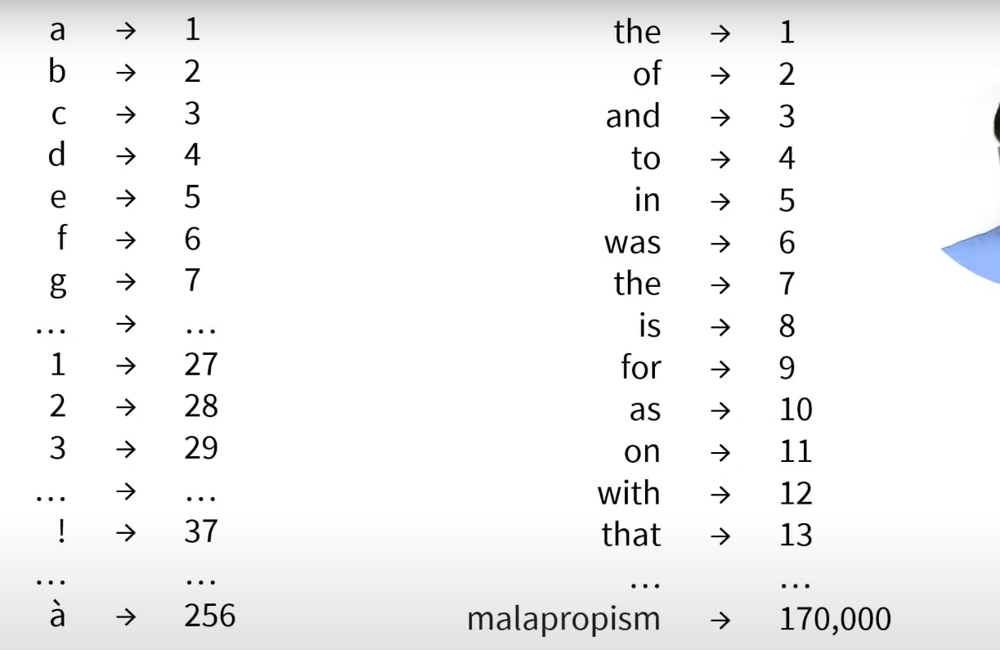 a → 1
b → 2
c → 3
d → 4
e → 5
f → 6
g → 7
... → ...
1 → 27
2 → 28
3 → 29
... → ...
! → 37
... ...
à → 256
the → 1
of → 2
and → 3
to → 4
in → 5
was → 6
the → 7
is → 8
for → 9
as → 10
on → 11
with → 12
that → 13
... ...
malapropism → 170,000